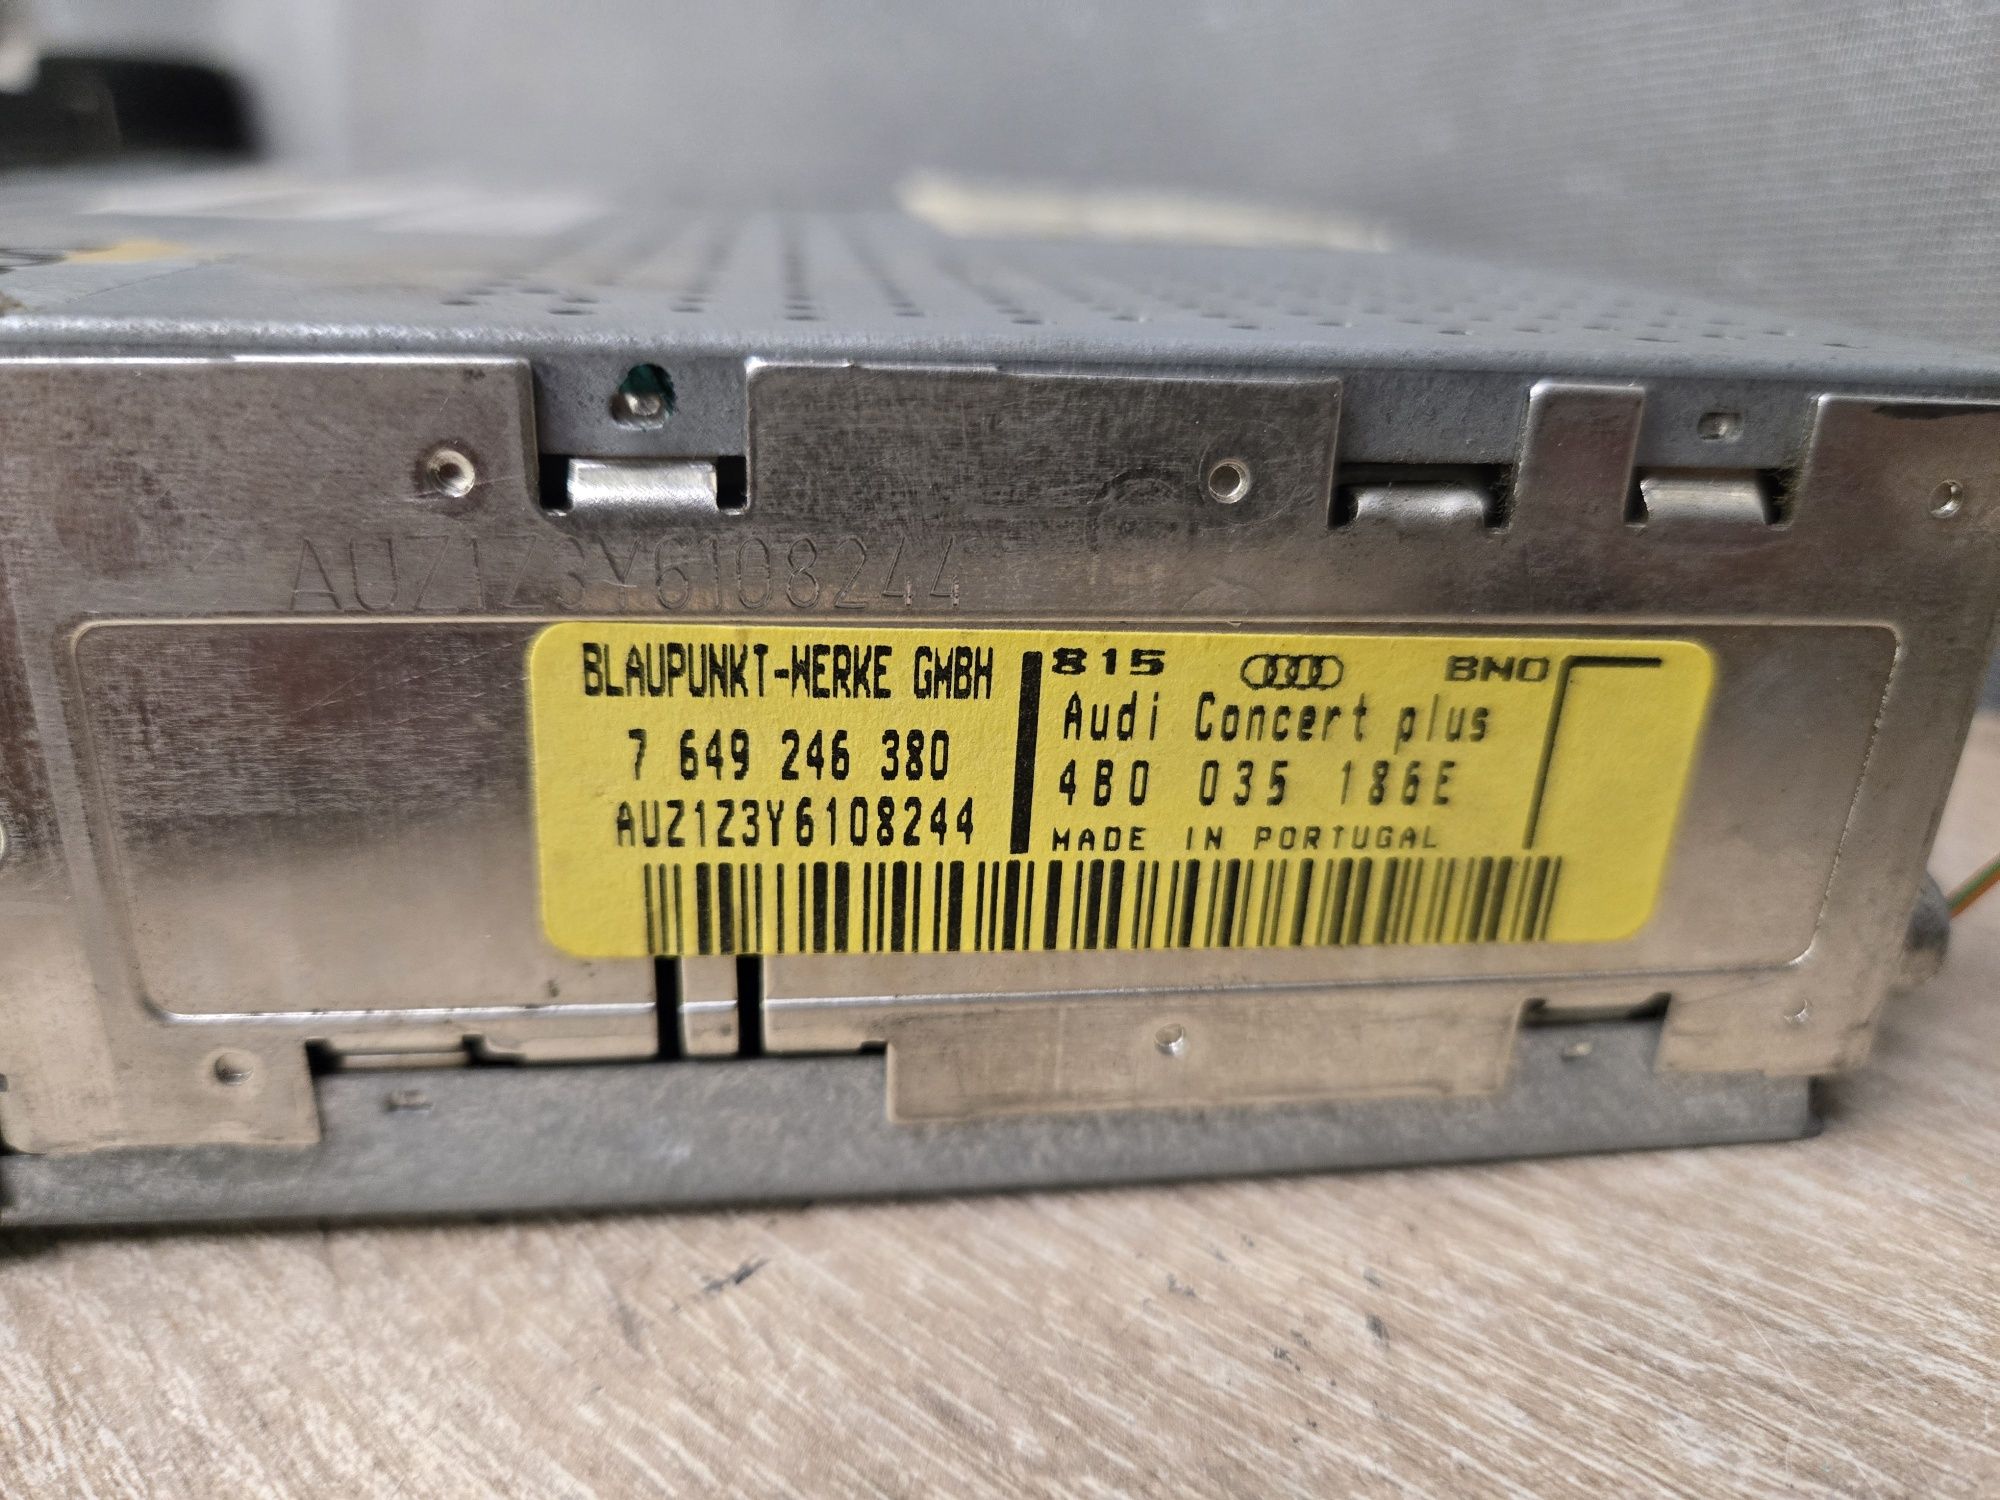 AUZ1Z3Y6108244
BLAUPUNKT-WERKE GMBH
7 649 246 380
AUZ1Z3Y6108244
815 BNO
Audi Concert plus
4B0 035 186E
MADE IN PORTUGAL